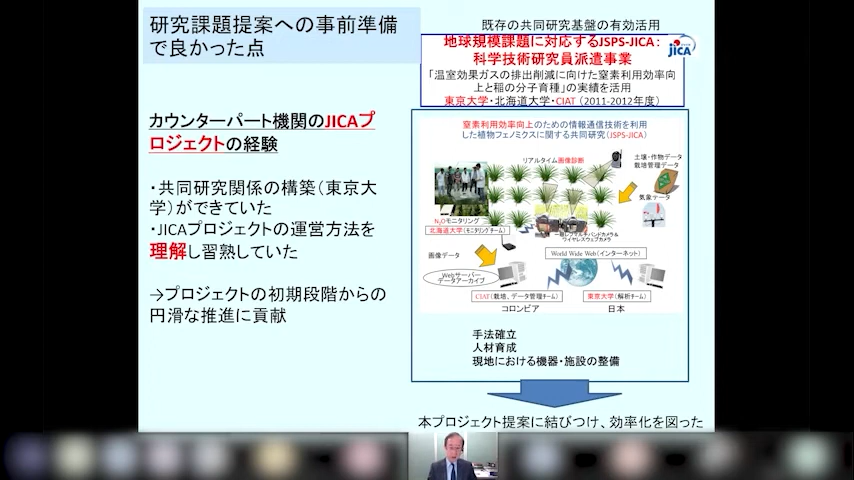 研究課題提案への事前準備
で良かった点
カウンターパート機関のJICAプ
ロジェクトの経験
・共同研究関係の構築（東京大
学）ができていた
・JICAプロジェクトの運営方法を
理解し習熟していた
→プロジェクトの初期段階からの
円滑な推進に貢献
既存の共同研究基盤の有効活用
地球規模課題に対応するJSPS-JICA：
科学技術研究員派遣事業
「温室効果ガスの排出削減に向けた窒素利用効率向
上と稲の分子育種」の実績を活用
東京大学・北海道大学・CIAT（2011-2012年度）
JICA
窒素利用効率向上のための情報通信技術を利用
した植物フェノミクスに関する共同研究（JSPS-JICA）
リアルタイム画像診断
土壌・作物データ
栽培管理データ
気象データ
N2Oモニタリング
北海道大学（モニタリングチーム）
一眼レフマルチバンドカメラ＆
ワイヤレスウェブカメラ
画像データ
World Wide Web（インターネット）
Webサーバー
データアーカイブ
CIAT（栽培、データ管理チーム）
東京大学（解析チーム）
コロンビア
日本
手法確立
人材育成
現地における機器・施設の整備
本プロジェクト提案に結びつけ、効率化を図った